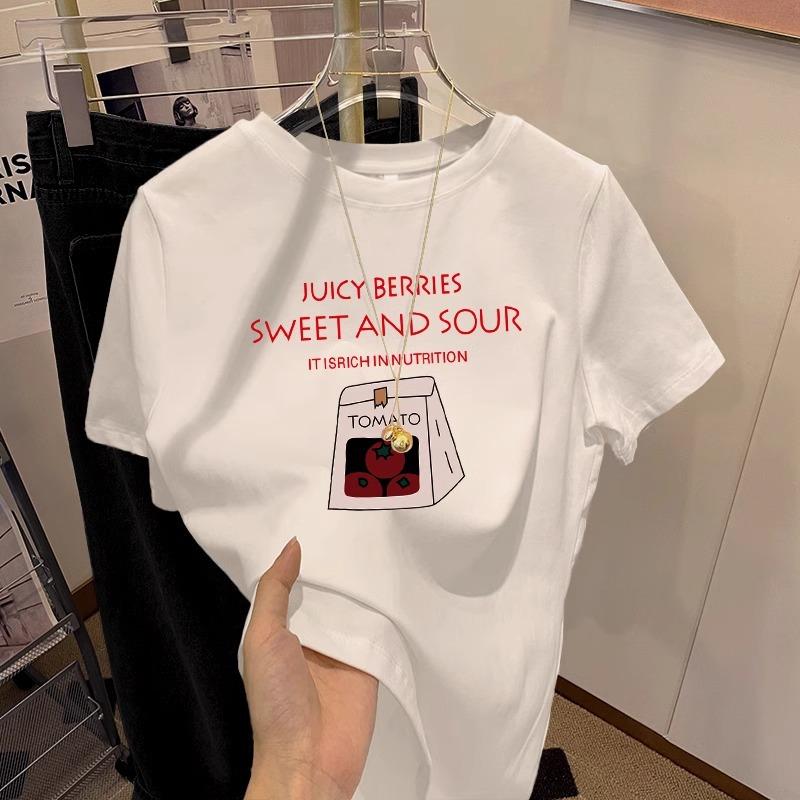 JUICY BERRIES
SWEET AND SOUR
IT ISRICH IN NUTRITION
TOMATO